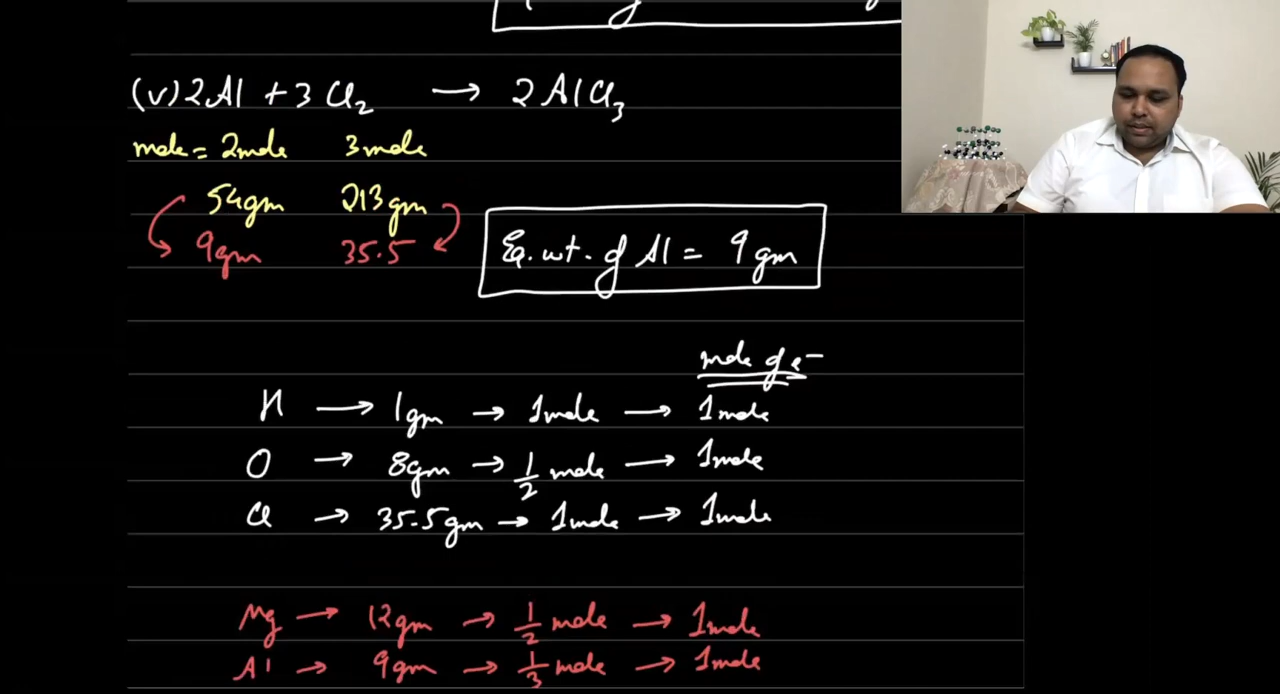 (v) 2Al + 3Cl₂ → 2AlCl₃
mole = 2mole 3mole
54gm 213gm
9gm 35.5
Eq. wt. of Al = 9gm
mole of e⁻
H → 1gm → 1mole → 1mole
O → 8gm → 1/2 mole → 1mole
Cl → 35.5gm → 1mole → 1mole
Mg → 12gm → 1/2 mole → 1mole
Al → 9gm → 1/3 mole → 1mole